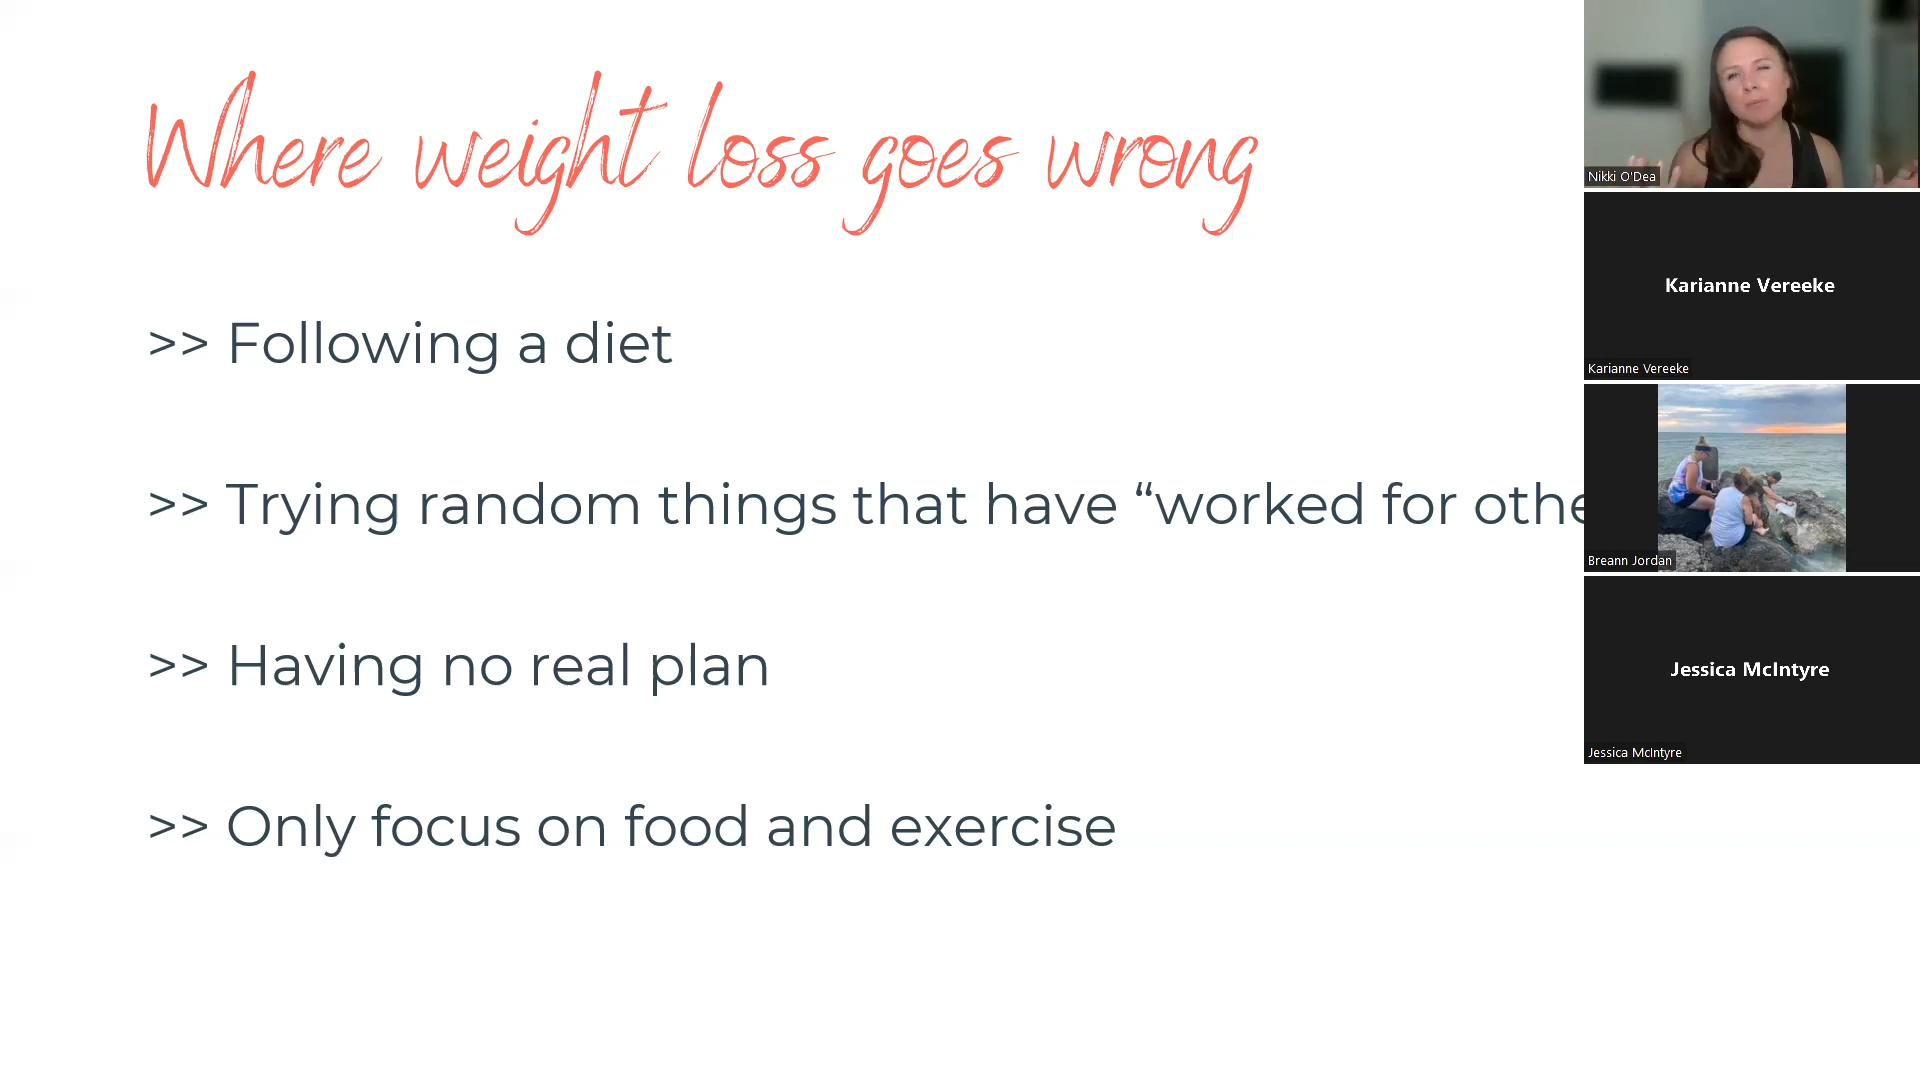 Where weight loss goes wrong
>> Following a diet
>> Trying random things that have “worked for othe
>> Having no real plan
>> Only focus on food and exercise
Nikki O'Dea
Karianne Vereeke
Karianne Vereeke
Breann Jordan
Jessica McIntyre
Jessica McIntyre